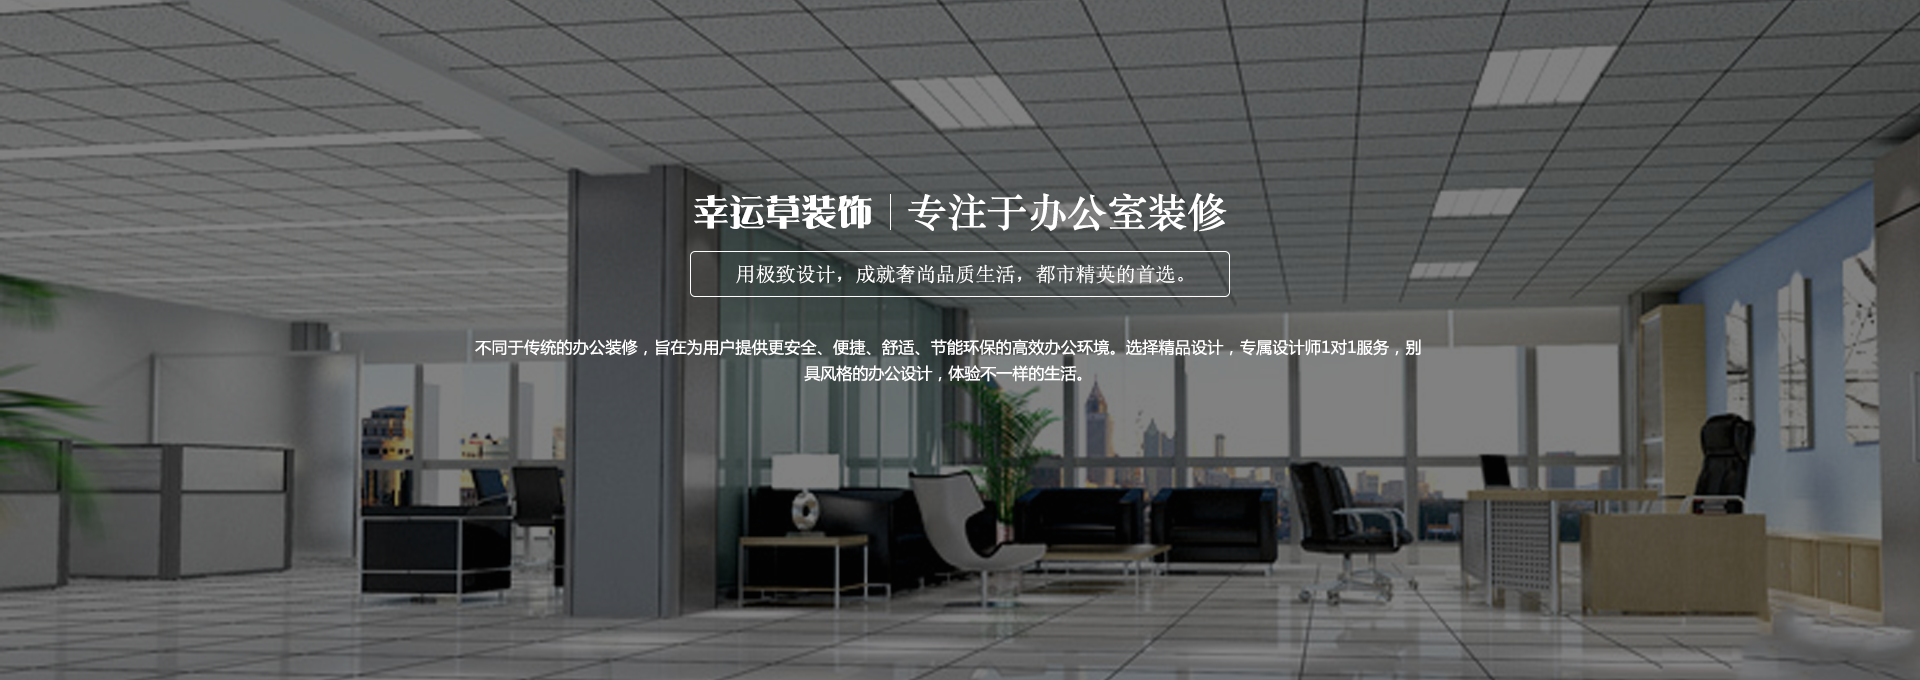 幸运草装饰｜专注于办公室装修
用极致设计，成就奢尚品质生活，都市精英的首选。
不同于传统的办公装修，旨在为用户提供更安全、便捷、舒适、节能环保的高效办公环境。选择精品设计，专属设计师1对1服务，别
具风格的办公设计，体验不一样的生活。